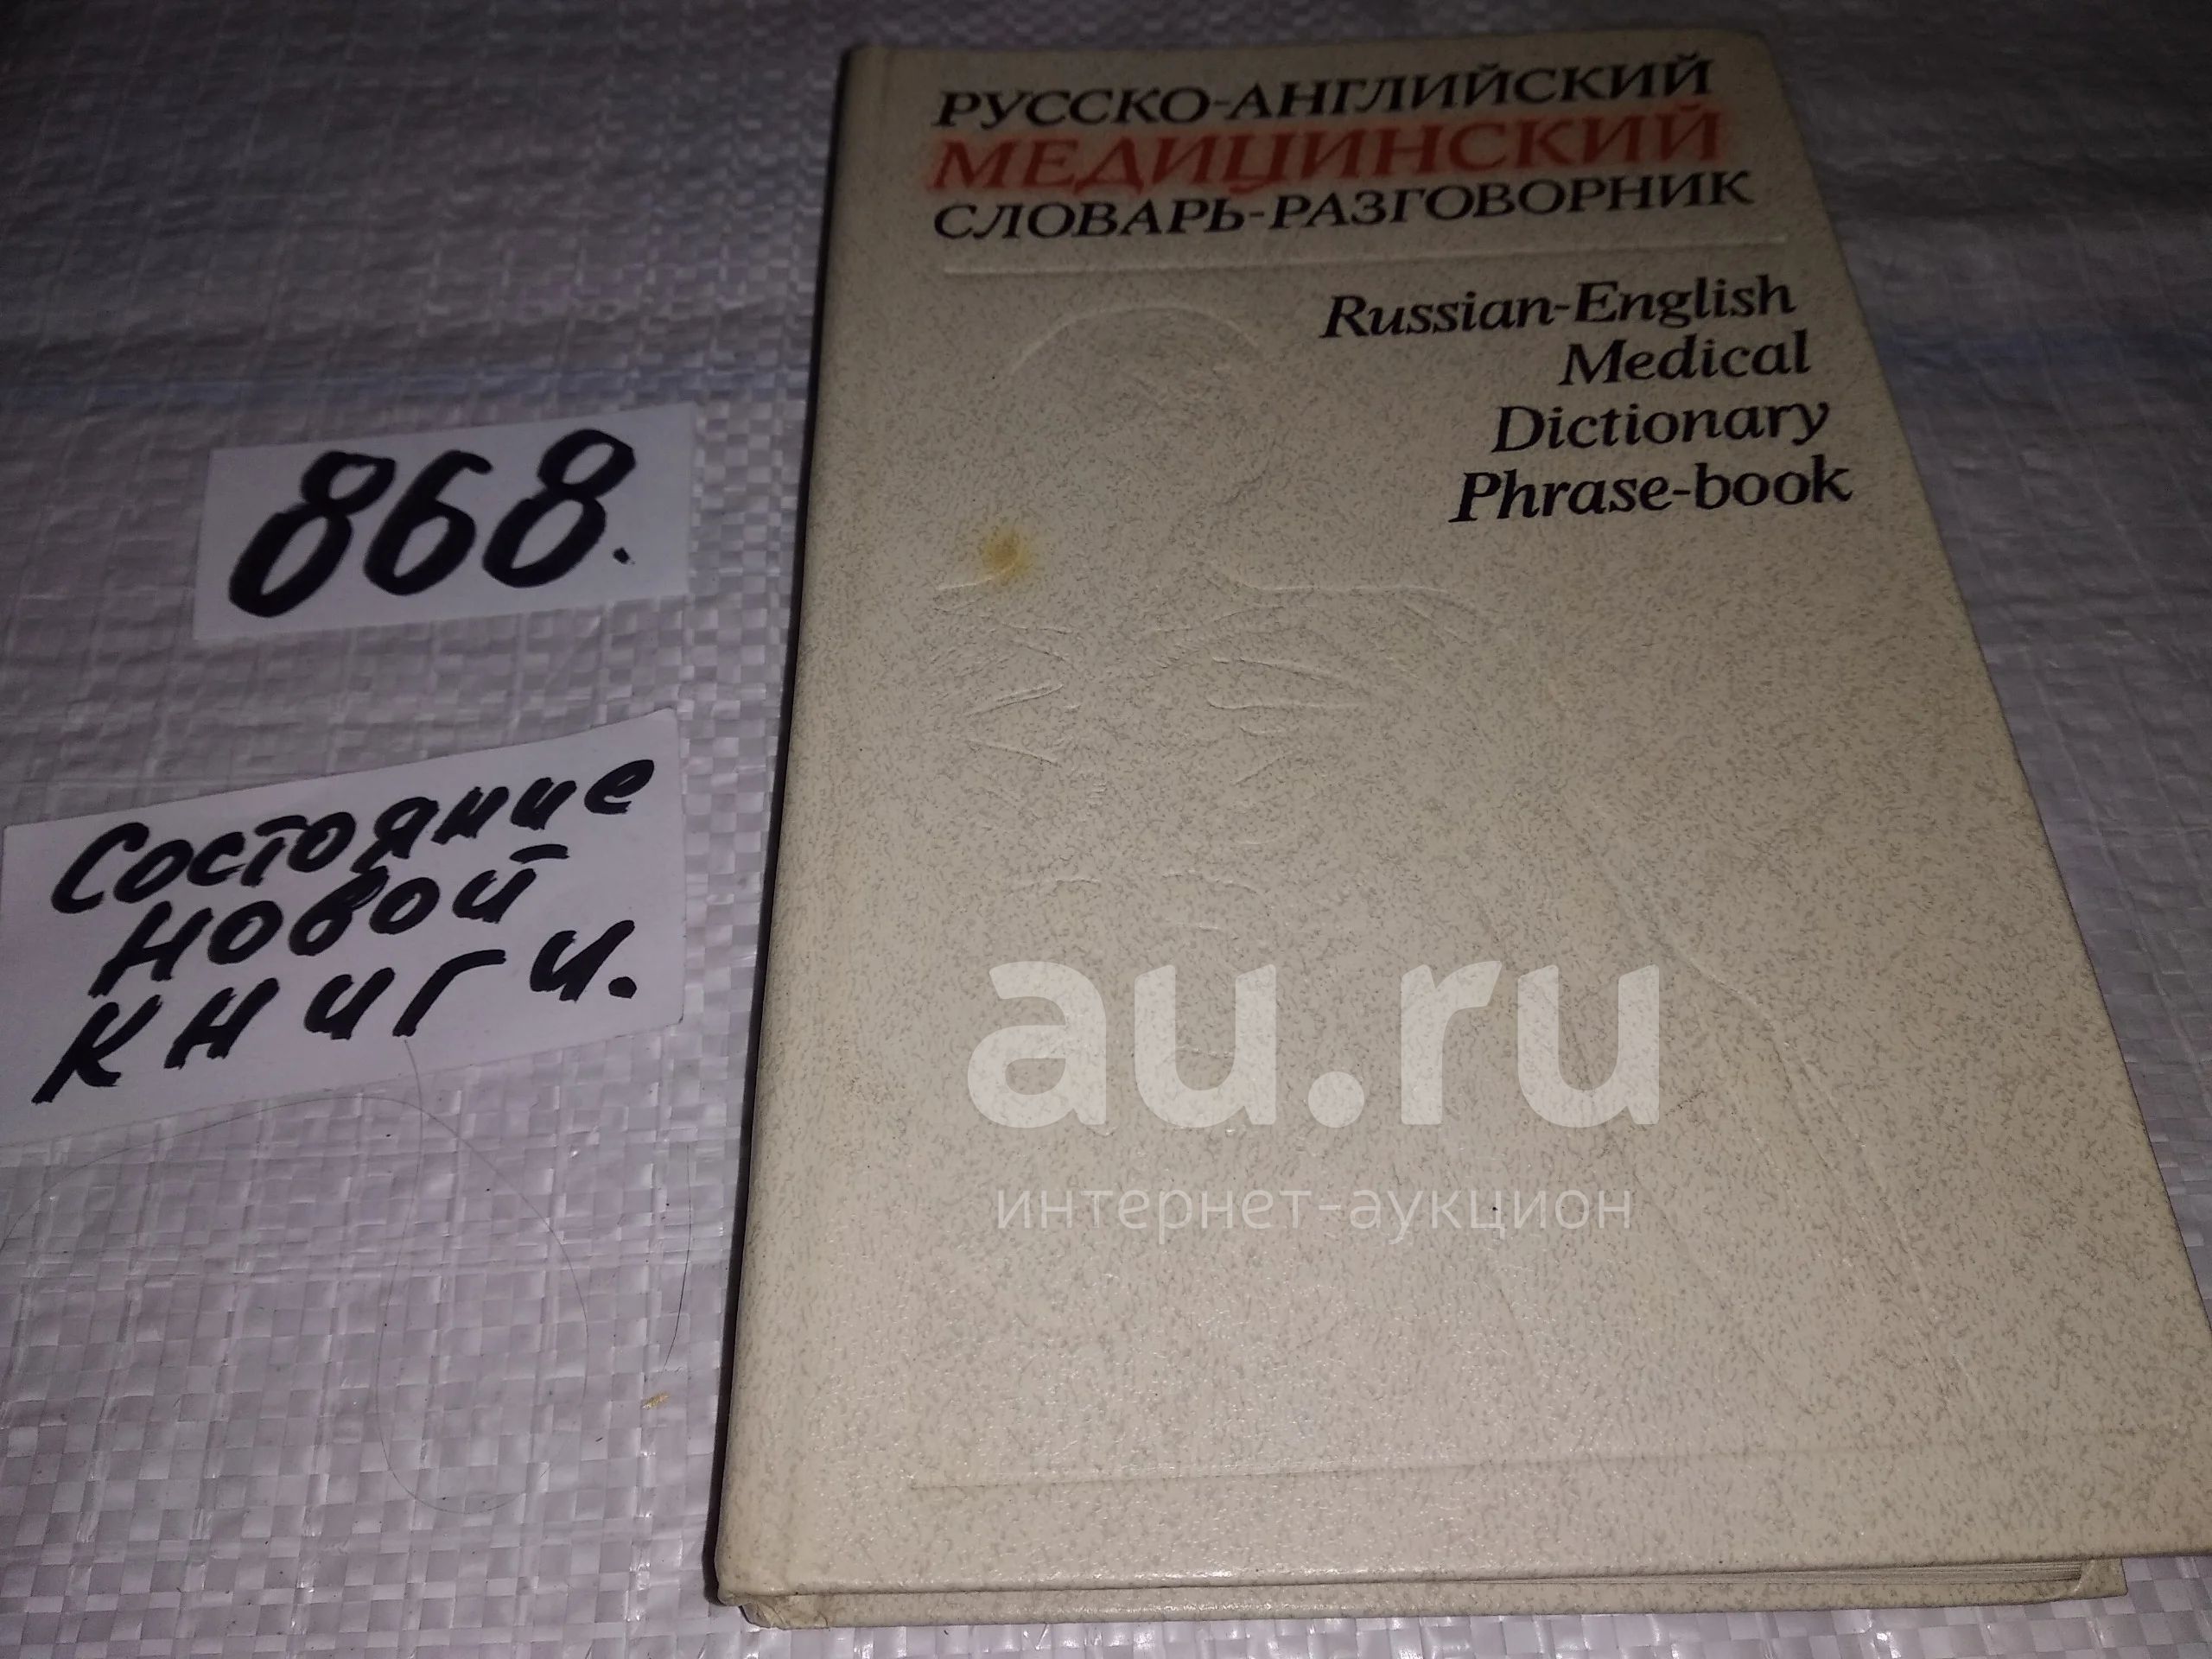 РУССКО-АНГЛИЙСКИЙ
МЕДИЦИНСКИЙ
СЛОВАРЬ-РАЗГОВОРНИК
Russian-English
Medical
Dictionary
Phrase-book
868.
Состояние
новой
книги.
au.ru
интернет-аукцион